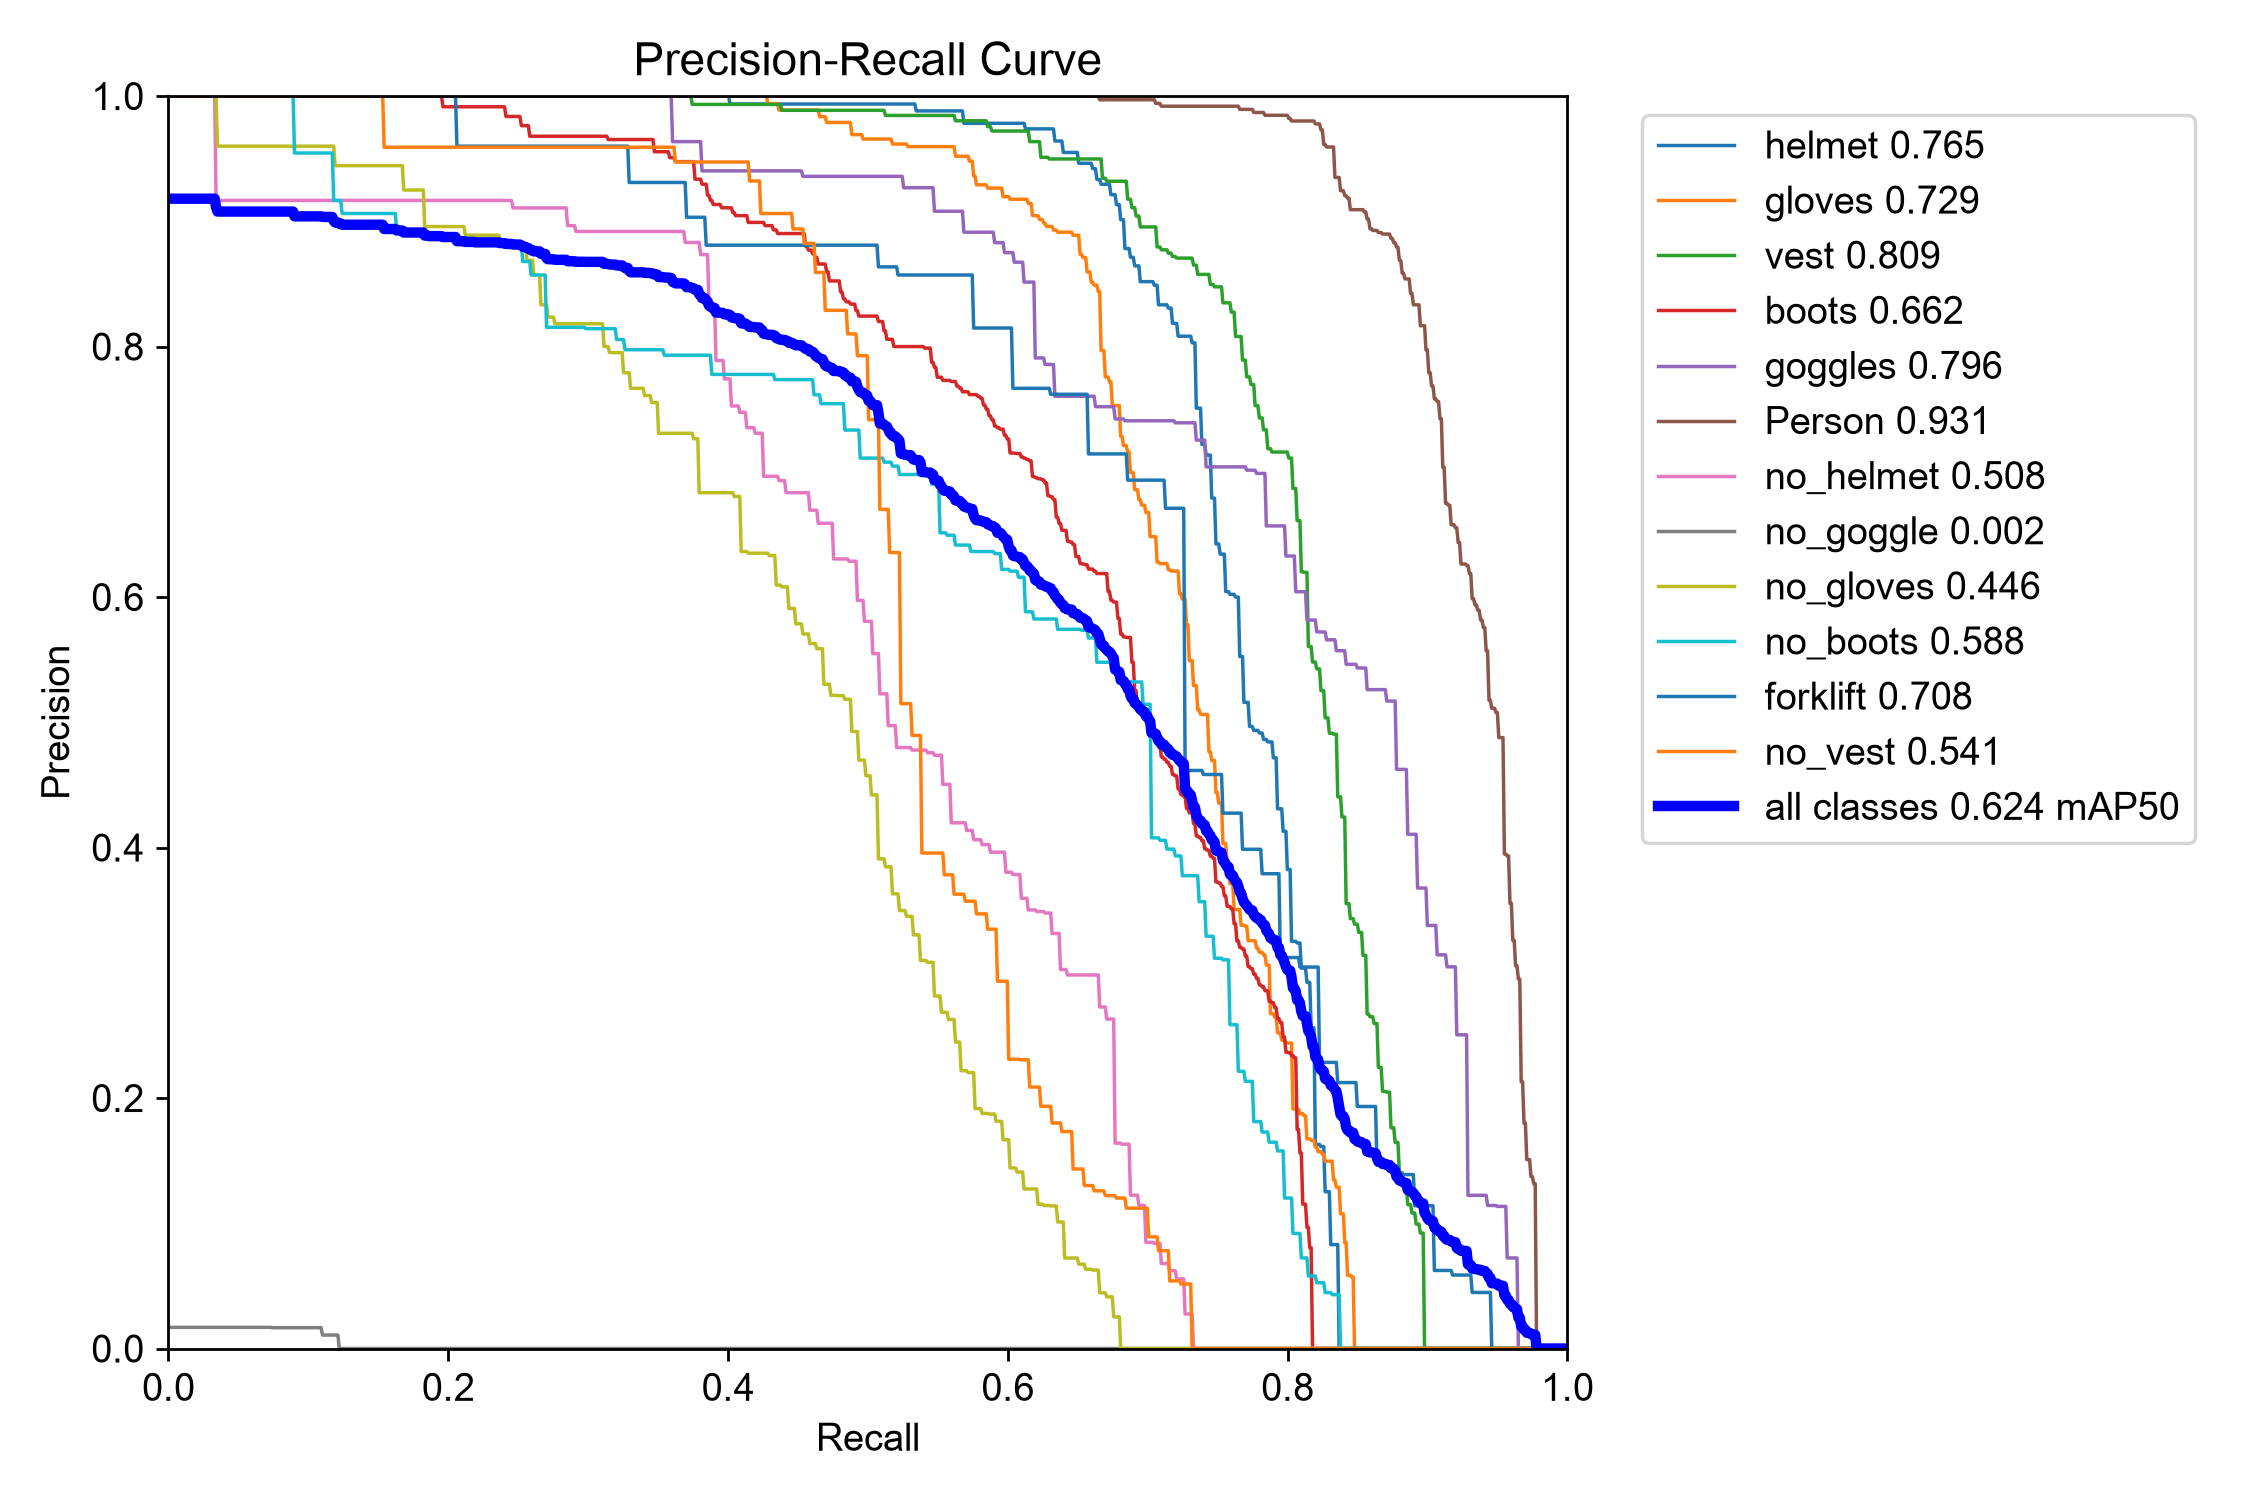 Precision-Recall Curve
1.0
0.8
0.6
0.4
0.2
0.0
Precision
0.0 0.2 0.4 0.6 0.8 1.0
Recall
helmet 0.765
gloves 0.729
vest 0.809
boots 0.662
goggles 0.796
Person 0.931
no_helmet 0.508
no_goggle 0.002
no_gloves 0.446
no_boots 0.588
forklift 0.708
no_vest 0.541
all classes 0.624 mAP50